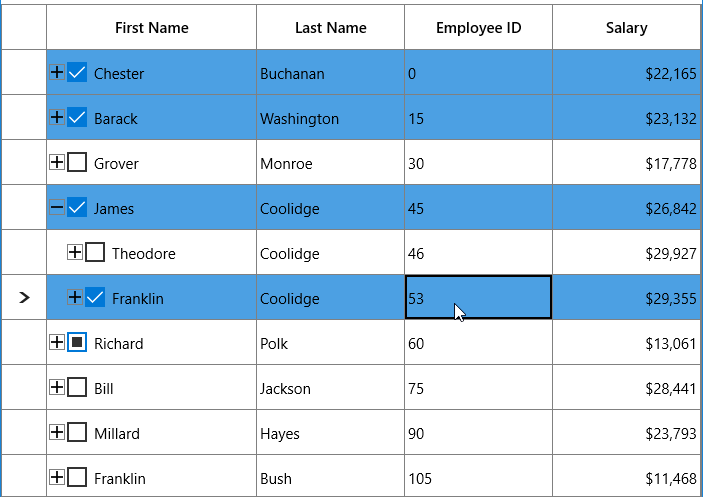 First Name Last Name Employee ID Salary
Chester Buchanan 0 $22,165
Barack Washington 15 $23,132
Grover Monroe 30 $17,778
James Coolidge 45 $26,842
Theodore Coolidge 46 $29,927
Franklin Coolidge 53 $29,355
Richard Polk 60 $13,061
Bill Jackson 75 $28,441
Millard Hayes 90 $23,793
Franklin Bush 105 $11,468